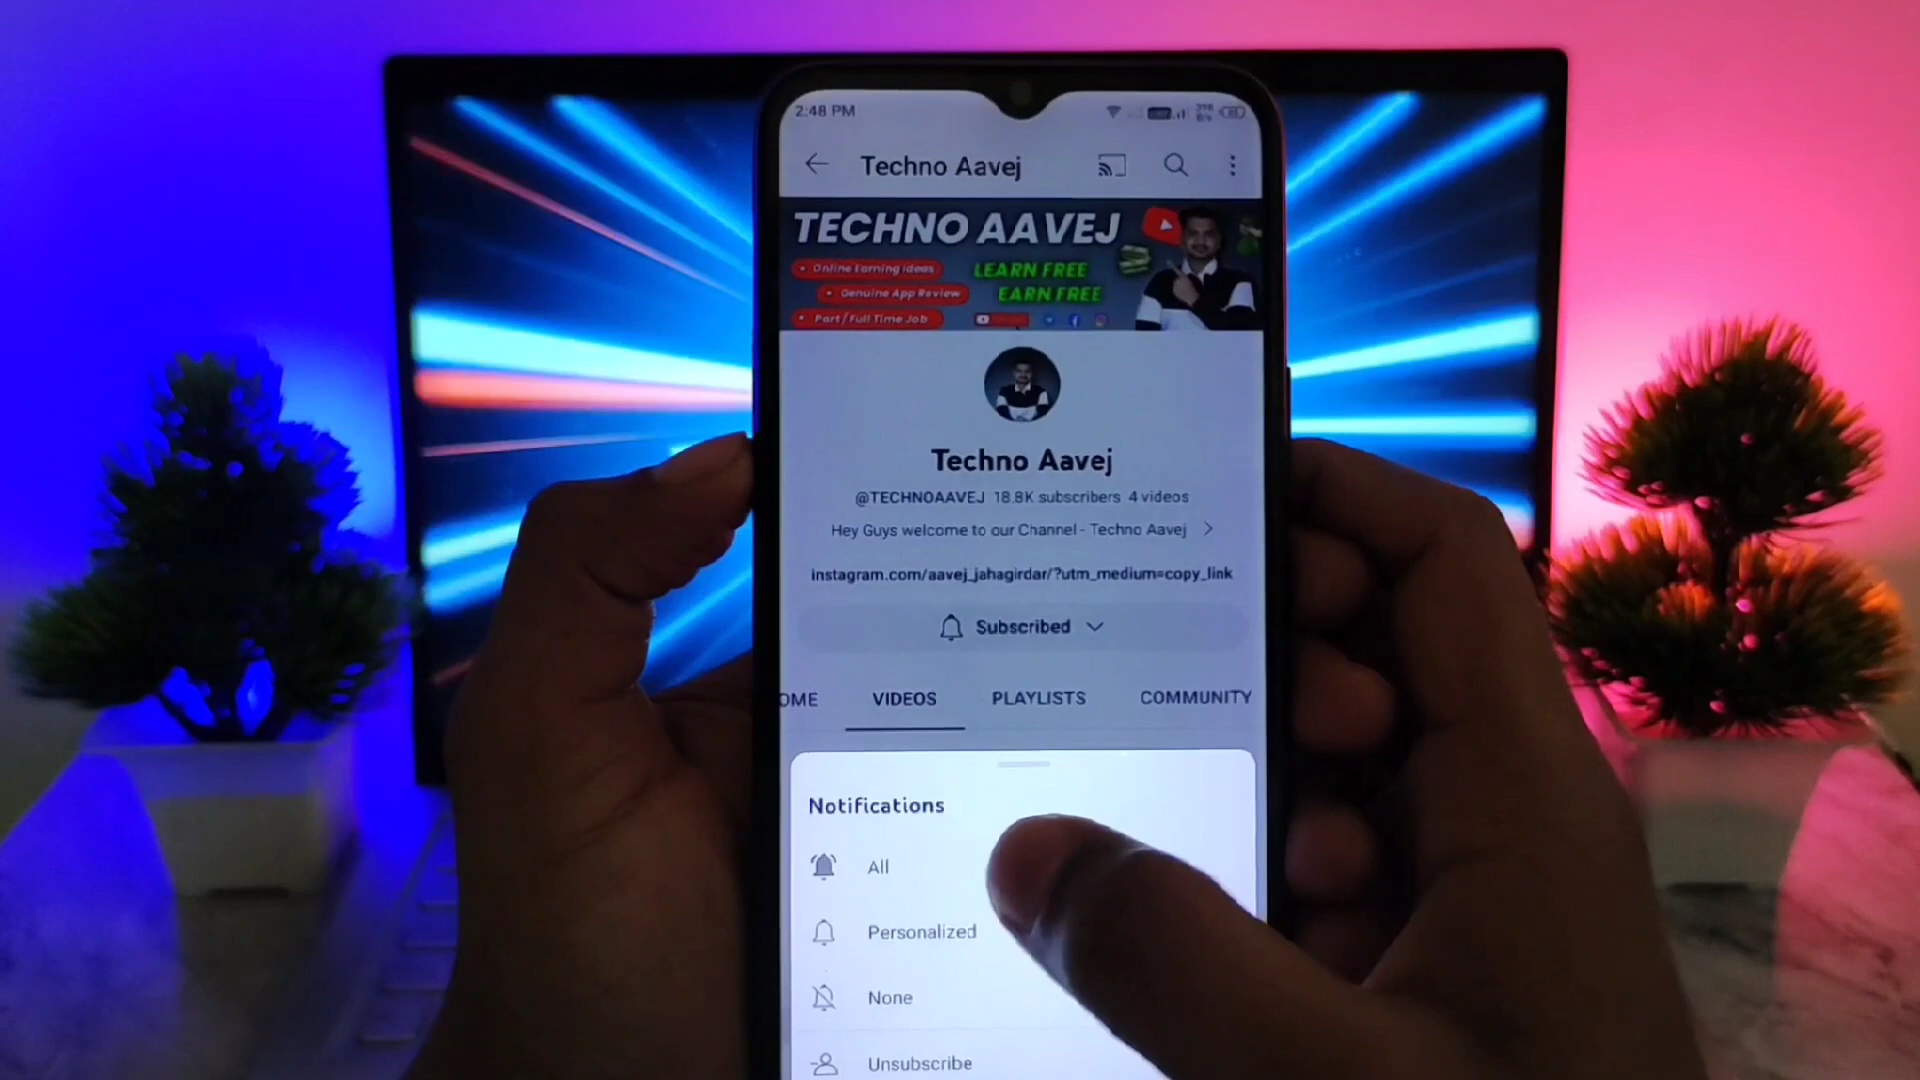 2:48 PM
Techno Aavej
TECHNO AAVEJ
• Online Earning Ideas
LEARN FREE
• Genuine App Review
EARN FREE
• Part/Full Time Job
Techno Aavej
@TECHNOAAVEJ 18.8K subscribers 4 videos
Hey Guys welcome to our Channel - Techno Aavej
instagram.com/aavej_jahagirdar/?utm_medium=copy_link
Subscribed
OME VIDEOS PLAYLISTS COMMUNITY
Notifications
All
Personalized
None
Unsubscribe